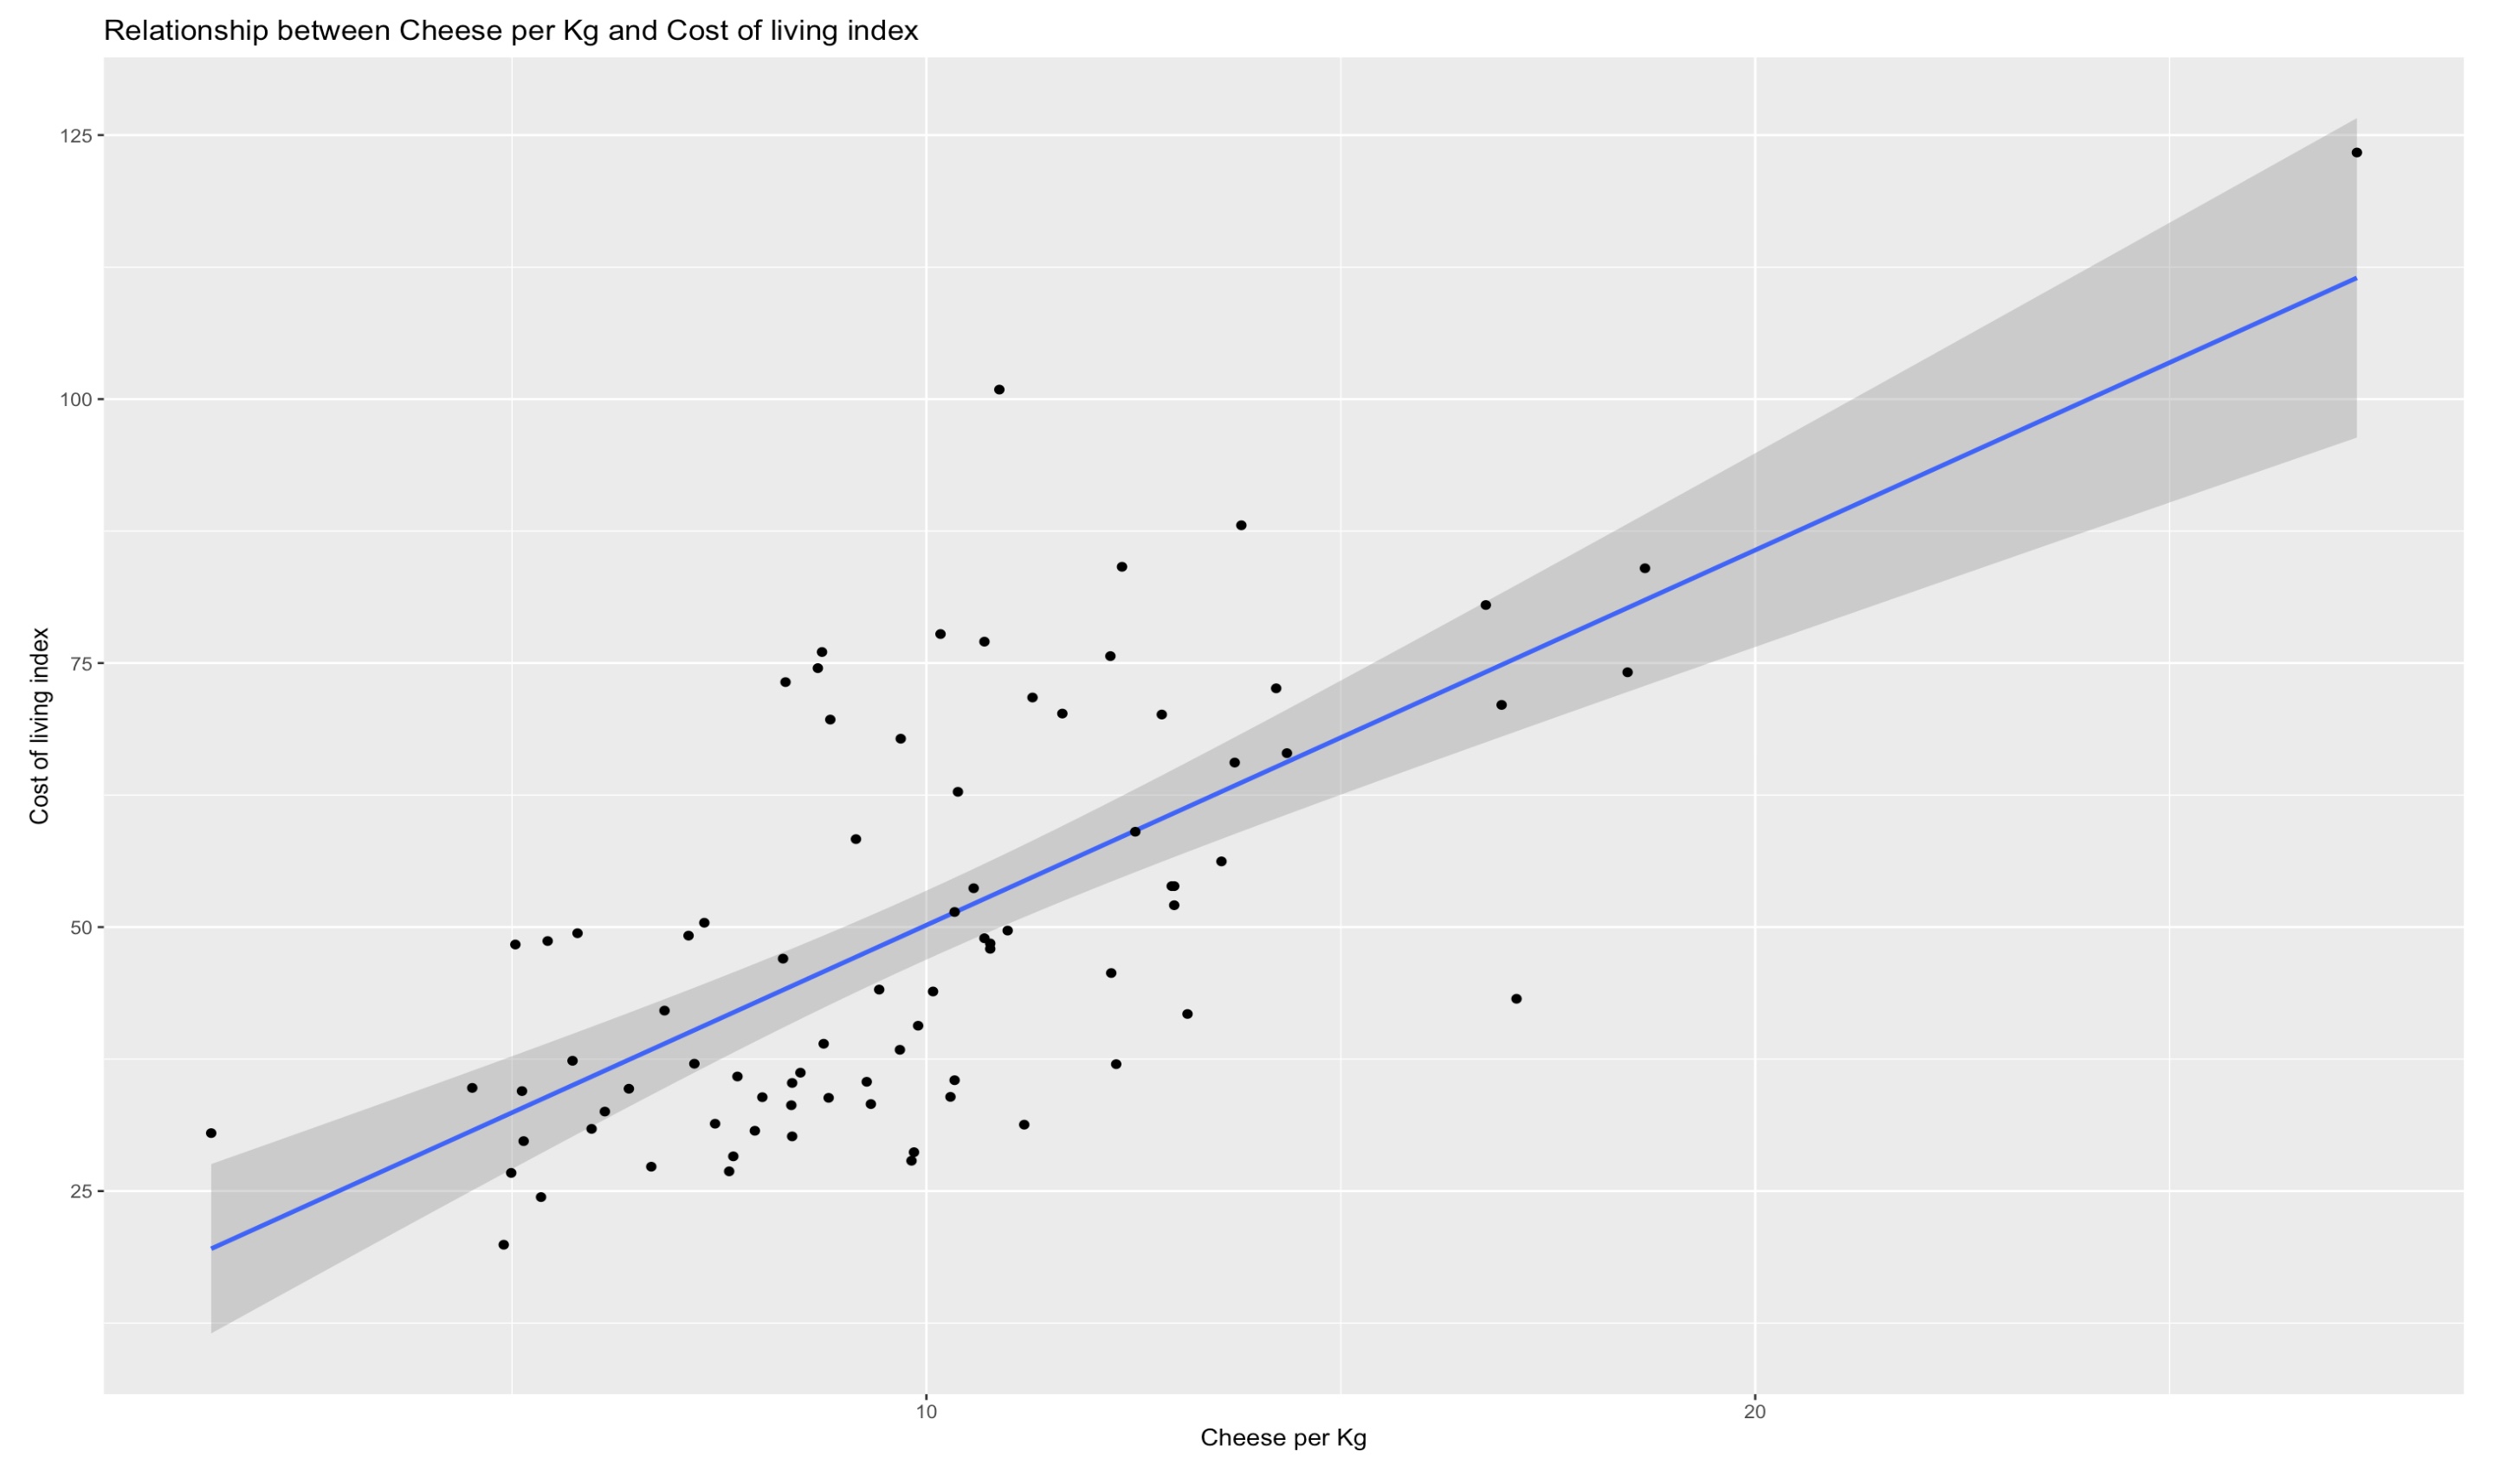 Relationship between Cheese per Kg and Cost of living index
125
100
75
50
25
Cost of living index
10
20
Cheese per Kg